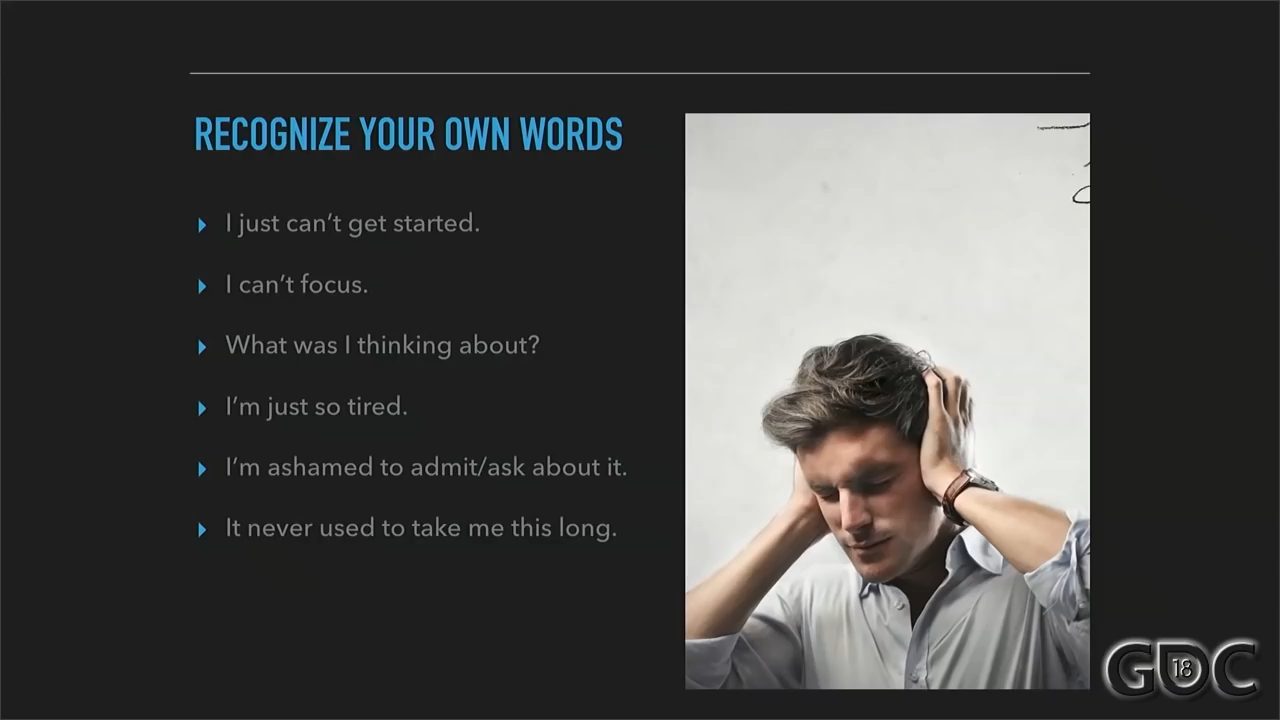 RECOGNIZE YOUR OWN WORDS
I just can’t get started.
I can’t focus.
What was I thinking about?
I’m just so tired.
I’m ashamed to admit/ask about it.
It never used to take me this long.
GDC
18